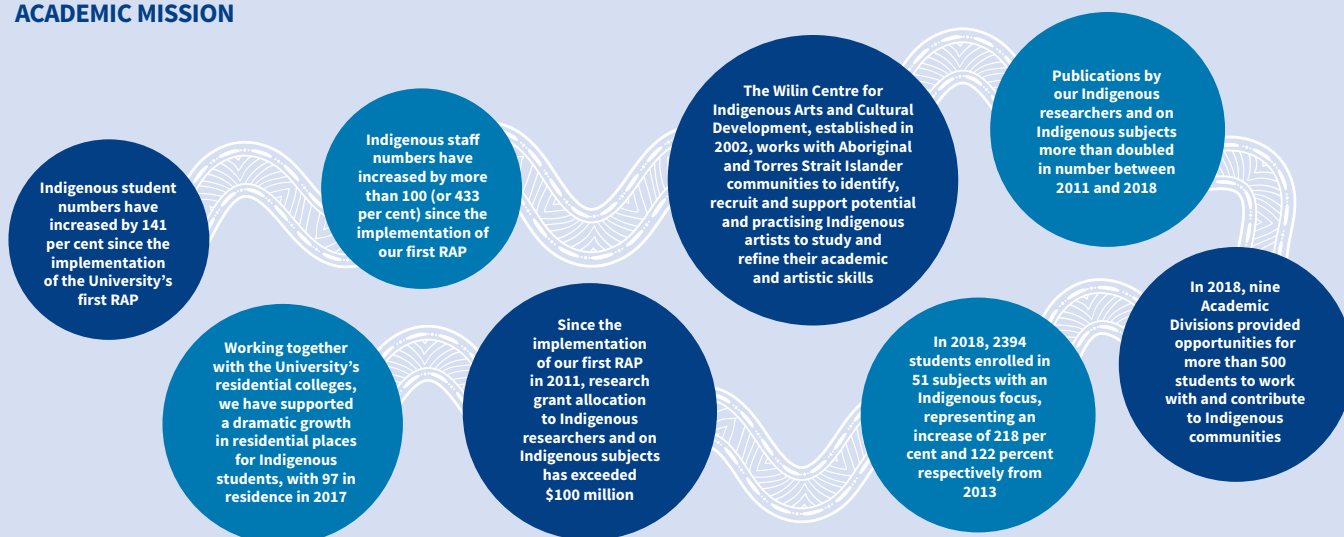 ACADEMIC MISSION
Indigenous student
numbers have
increased by 141
per cent since the
implementation
of the University's
first RAP
Indigenous staff
numbers have
increased by more
than 100 (or 433
per cent) since the
implementation of
our first RAP
The Wilin Centre for
Indigenous Arts and Cultural
Development, established in
2002, works with Aboriginal
and Torres Strait Islander
communities to identify,
recruit and support potential
and practising Indigenous
artists to study and
refine their academic
and artistic skills
Publications by
our Indigenous
researchers and on
Indigenous subjects
more than doubled
in number between
2011 and 2018
In 2018, nine
Academic
Divisions provided
opportunities for
more than 500
students to work
with and contribute
to Indigenous
communities
In 2018, 2394
students enrolled in
51 subjects with an
Indigenous focus,
representing an
increase of 218 per
cent and 122 percent
respectively from
2013
Since the
implementation
of our first RAP
in 2011, research
grant allocation
to Indigenous
researchers and on
Indigenous subjects
has exceeded
$100 million
Working together
with the University's
residential colleges,
we have supported
a dramatic growth
in residential places
for Indigenous
students, with 97 in
residence in 2017